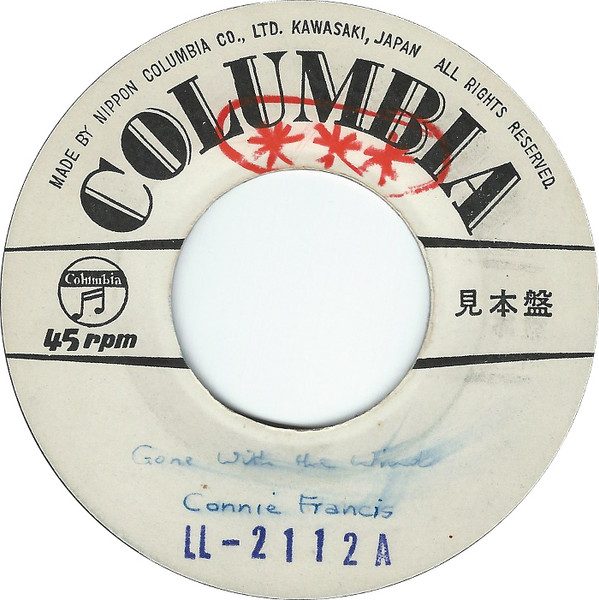 MADE BY NIPPON COLUMBIA CO., LTD. KAWASAKI, JAPAN ALL RIGHTS RESERVED.
COLUMBIA
***
Columbia
45 rpm
見本盤
Gone With the Wind
Connie Francis
LL-2112A